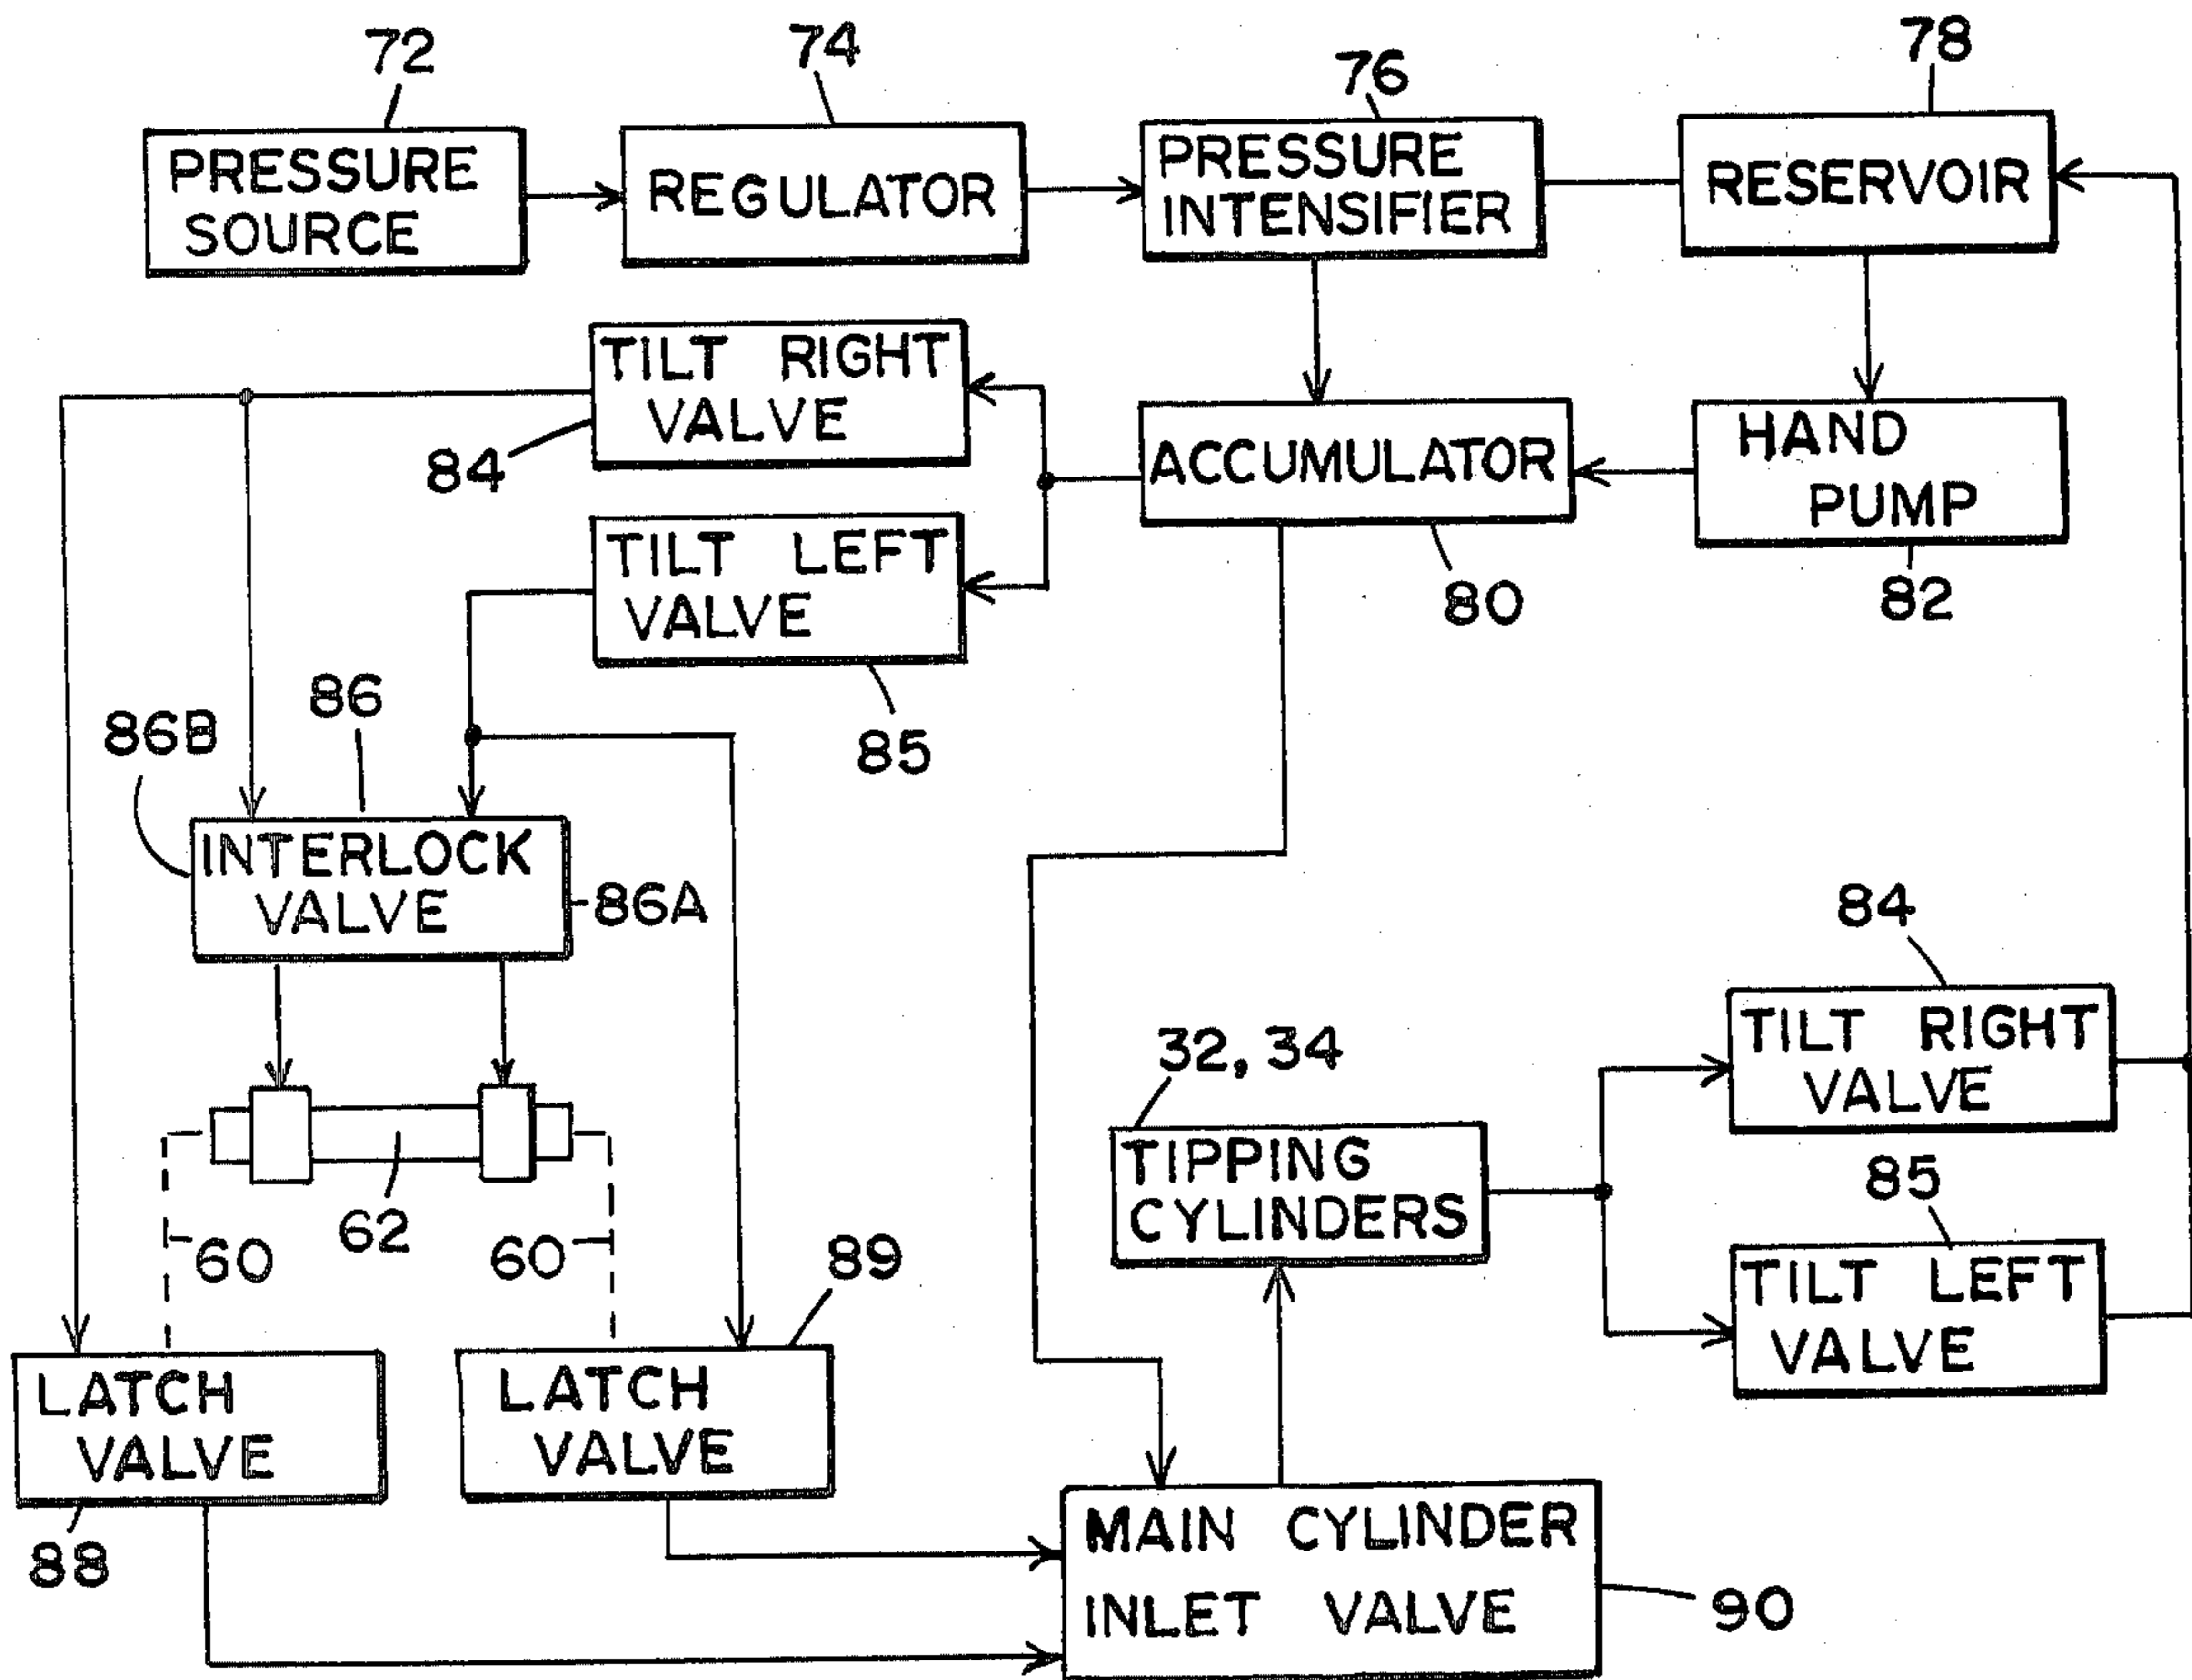 72
74
76
78
PRESSURE
SOURCE
REGULATOR
PRESSURE
INTENSIFIER
RESERVOIR
TILT RIGHT
VALVE
84
ACCUMULATOR
80
HAND
PUMP
82
TILT LEFT
VALVE
85
86B
86
INTERLOCK
VALVE
86A
84
TILT RIGHT
VALVE
32, 34
TIPPING
CYLINDERS
85
TILT LEFT
VALVE
62
60
60
89
LATCH
VALVE
88
LATCH
VALVE
MAIN CYLINDER
INLET VALVE
90